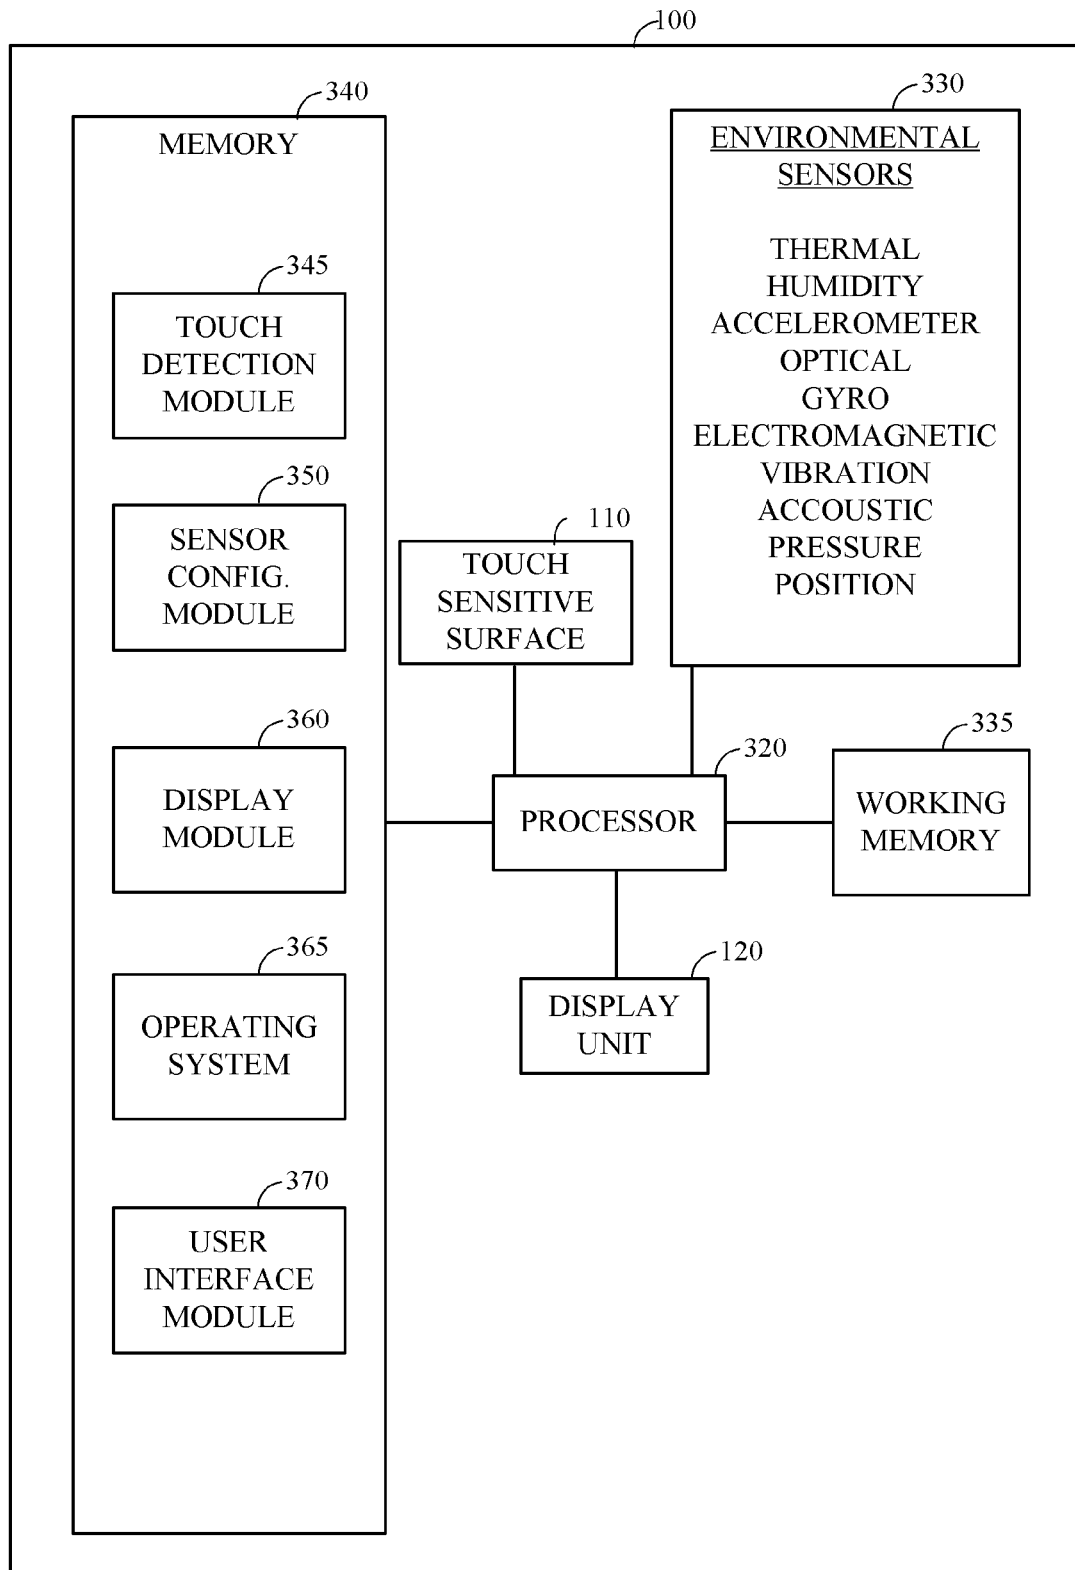 100
340
MEMORY
345
TOUCH
DETECTION
MODULE
350
SENSOR
CONFIG.
MODULE
360
DISPLAY
MODULE
365
OPERATING
SYSTEM
370
USER
INTERFACE
MODULE
110
TOUCH
SENSITIVE
SURFACE
330
ENVIRONMENTAL
SENSORS
THERMAL
HUMIDITY
ACCELEROMETER
OPTICAL
GYRO
ELECTROMAGNETIC
VIBRATION
ACCOUSTIC
PRESSURE
POSITION
320
PROCESSOR
335
WORKING
MEMORY
120
DISPLAY
UNIT